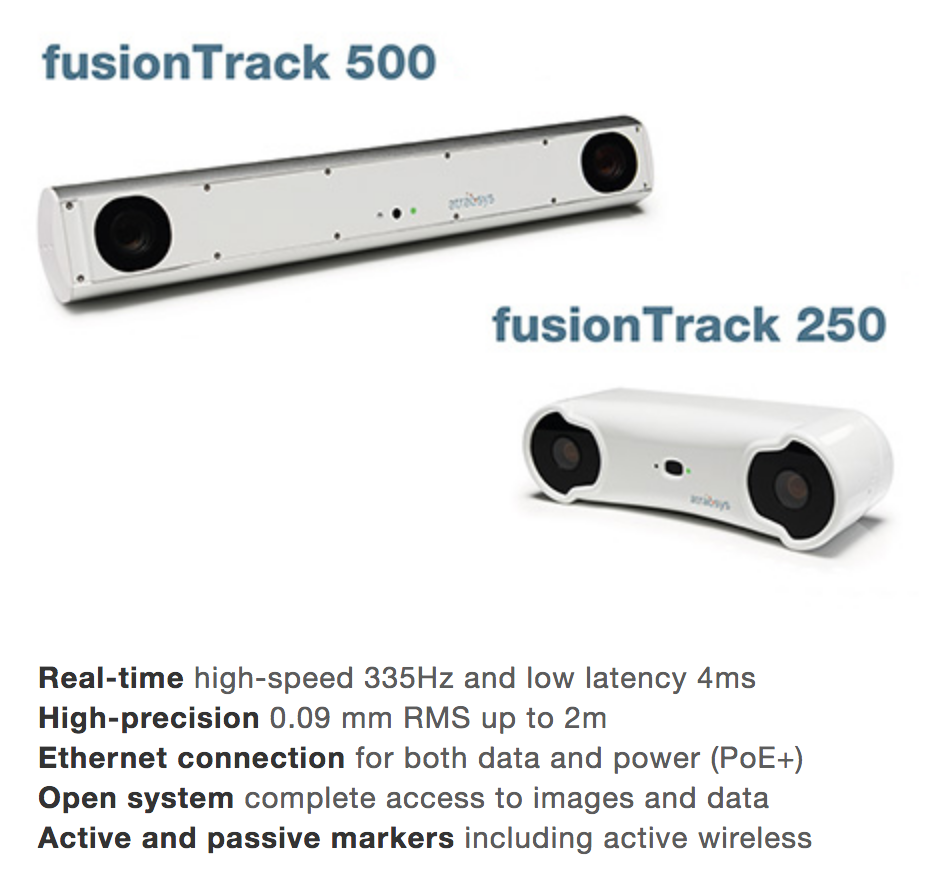 fusionTrack 500
atracsys
fusionTrack 250
atracsys
Real-time high-speed 335Hz and low latency 4ms
High-precision 0.09 mm RMS up to 2m
Ethernet connection for both data and power (PoE+)
Open system complete access to images and data
Active and passive markers including active wireless